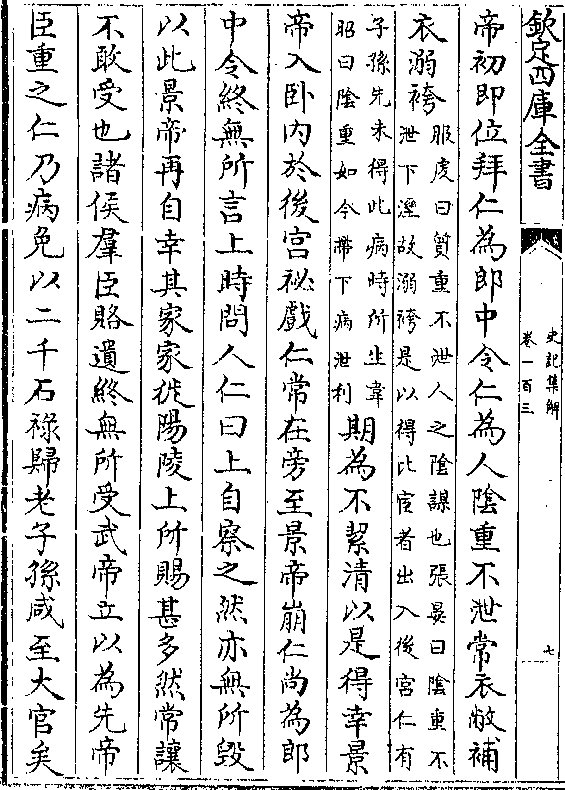 欽定四庫全書
史記集解
卷一百三
七
帝初即位拜仁為郎中令仁為人陰重不泄常衣敝補
衣溺袴
服䖍曰質重不泄人之陰謀也張晏曰陰重不
泄下溼故溺袴是以得比宦者出入後宮仁有
子孫先未得此病時所生韋
昭曰陰重如今帶下病泄利
期為不絜清以是得幸景
帝入卧内於後宫祕戲仁常在旁至景帝崩仁尚為郎
中令終無所言上時問人仁曰上自察之然亦無所毁
以此景帝再自幸其家家徙陽陵上所賜甚多然常讓
不敢受也諸侯羣臣賂遺終無所受武帝立以為先帝
臣重之仁乃病免以二千石禄歸老子孫咸至大官矣